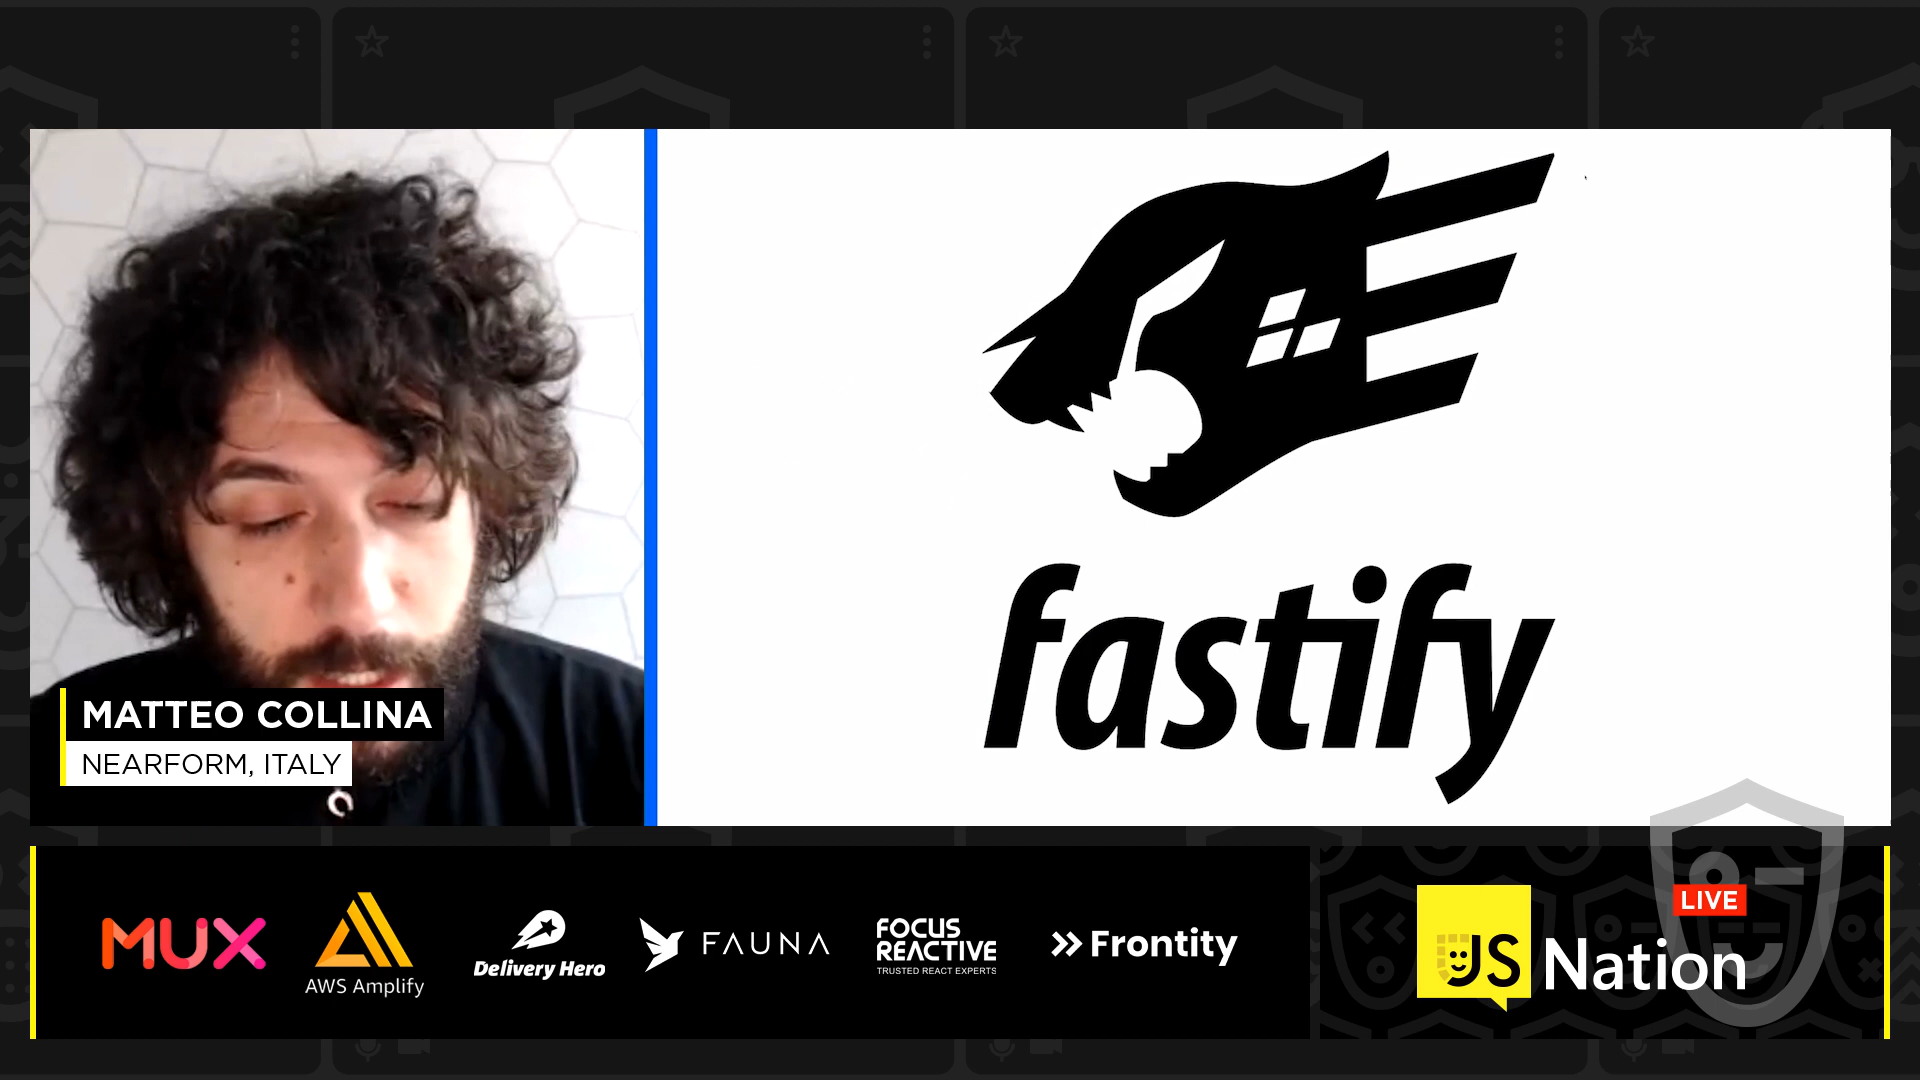 fastify
MATTEO COLLINA
NEARFORM, ITALY
MUX
AWS Amplify
Delivery Hero
FAUNA
FOCUS
REACTIVE
TRUSTED REACT EXPERTS
Frontity
LIVE
JS Nation